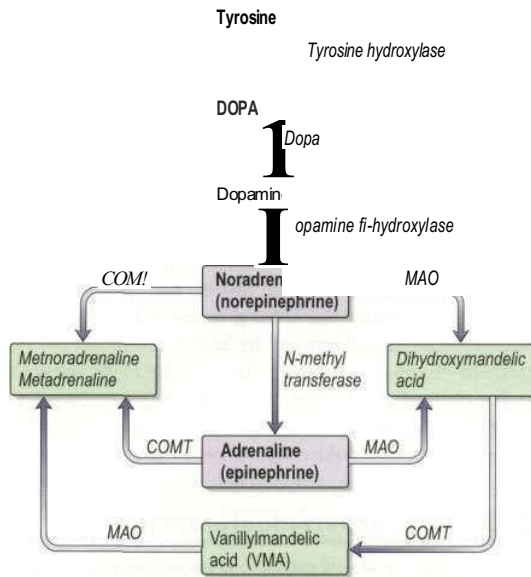 Tyrosine
Tyrosine hydroxylase
DOPA
1 Dopa
Dopamin
I opamine fi-hydroxylase
COM!
Noradren
(norepinephrine)
MAO
Metnoradrenaline
Metadrenaline
N-methyl
transferase
Dihydroxymandelic
acid
COMT
Adrenaline
(epinephrine)
MAO
MAO
Vanillylmandelic
acid (VMA)
COMT